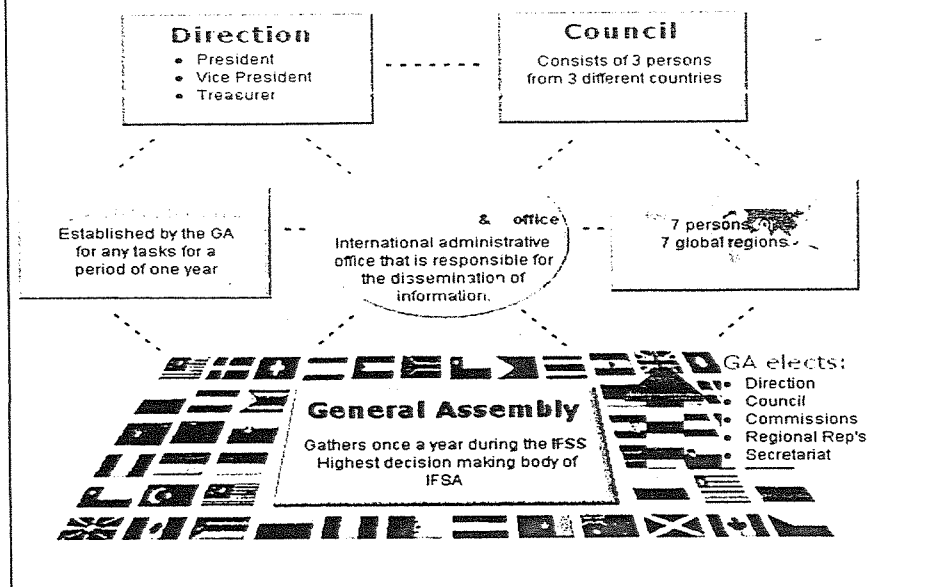 Direction
• President
• Vice President
• Treasurer
Council
Consists of 3 persons
from 3 different countries
Established by the GA
for any tasks for a
period of one year
& office
International administrative
office that is responsible for
the dissemination of
information.
7 persons
7 global regions
General Assembly
Gathers once a year during the IFSS
Highest decision making body of
IFSA
GA elects:
• Direction
• Council
• Commissions
• Regional Rep's
• Secretariat